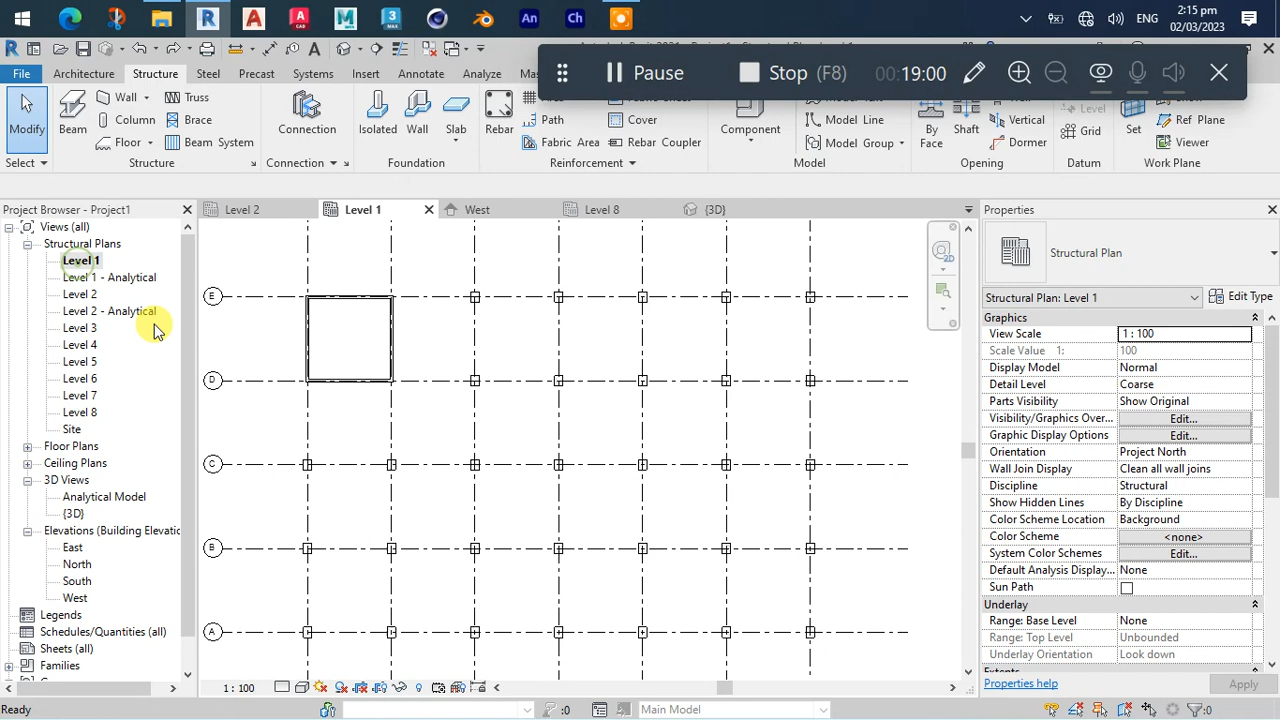 An
Ch
ENG
2:15 pm
02/03/2023
Pause
Stop (F8)
00:19:00
File
Architecture
Structure
Steel
Precast
Systems
Insert
Annotate
Analyze
Modify
Beam
Wall
Column
Floor
Truss
Brace
Beam System
Connection
Isolated
Wall
Slab
Rebar
Path
Fabric Area
Cover
Rebar Coupler
Component
Model Line
Model Group
By
Face
Shaft
Vertical
Dormer
Level
Grid
Set
Ref Plane
Viewer
Select
Structure
Connection
Foundation
Reinforcement
Model
Opening
Datum
Work Plane
Project Browser - Project1
Level 2
Level 1
West
Level 8
{3D}
Properties
Views (all)
Structural Plans
Level 1
Level 1 - Analytical
Level 2
Level 2 - Analytical
Level 3
Level 4
Level 5
Level 6
Level 7
Level 8
Site
Floor Plans
Ceiling Plans
3D Views
Analytical Model
{3D}
Elevations (Building Elevatic
East
North
South
West
Legends
Schedules/Quantities (all)
Sheets (all)
Families
E
D
C
B
A
2D
Structural Plan
Structural Plan: Level 1
Edit Type
Graphics
View Scale 1 : 100
Scale Value 1: 100
Display Model Normal
Detail Level Coarse
Parts Visibility Show Original
Visibility/Graphics Over... Edit...
Graphic Display Options Edit...
Orientation Project North
Wall Join Display Clean all wall joins
Discipline Structural
Show Hidden Lines By Discipline
Color Scheme Location Background
Color Scheme <none>
System Color Schemes Edit...
Default Analysis Display... None
Sun Path
Underlay
Range: Base Level None
Range: Top Level Unbounded
Underlay Orientation Look down
Extents
Properties help
Apply
1 : 100
Ready
:0
Main Model
:0